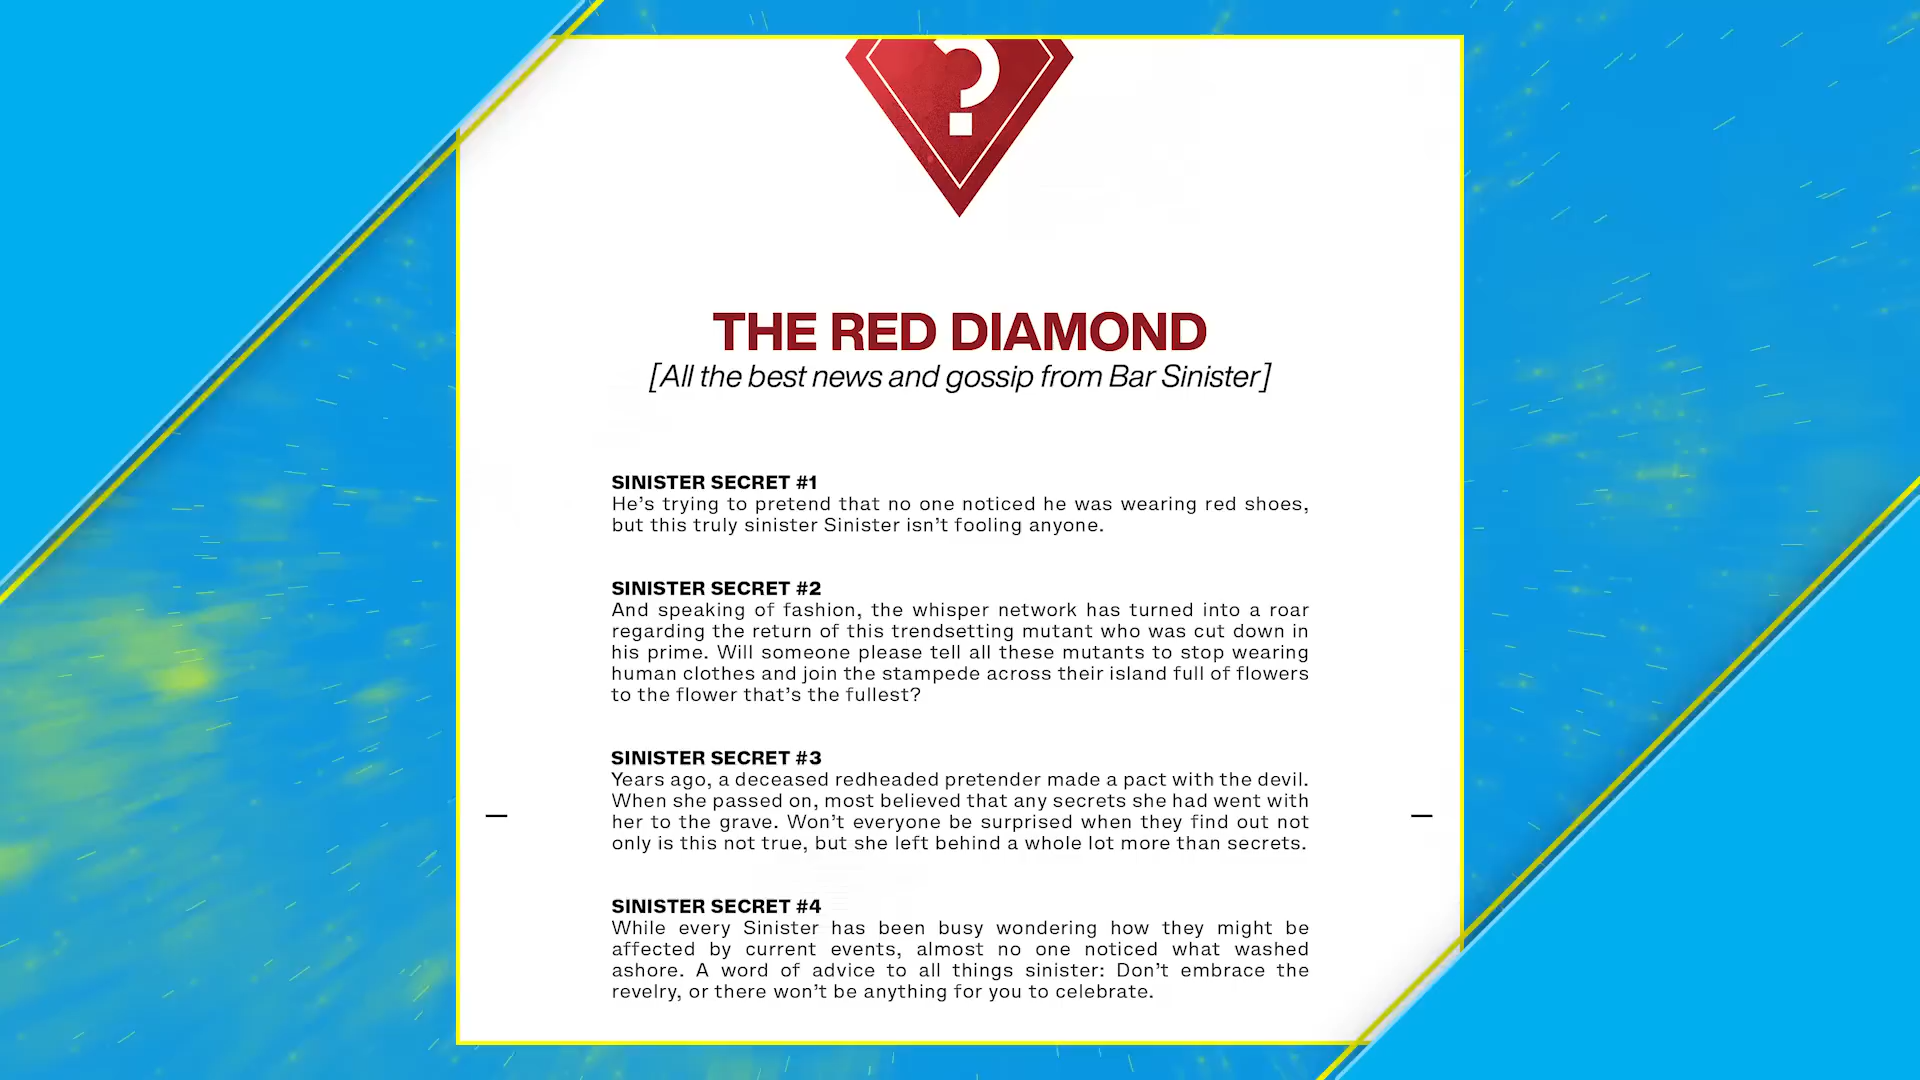 ?
THE RED DIAMOND
[All the best news and gossip from Bar Sinister]
SINISTER SECRET #1
He’s trying to pretend that no one noticed he was wearing red shoes,
but this truly sinister Sinister isn’t fooling anyone.
SINISTER SECRET #2
And speaking of fashion, the whisper network has turned into a roar
regarding the return of this trendsetting mutant who was cut down in
his prime. Will someone please tell all these mutants to stop wearing
human clothes and join the stampede across their island full of flowers
to the flower that’s the fullest?
SINISTER SECRET #3
Years ago, a deceased redheaded pretender made a pact with the devil.
When she passed on, most believed that any secrets she had went with
her to the grave. Won’t everyone be surprised when they find out not
only is this not true, but she left behind a whole lot more than secrets.
SINISTER SECRET #4
While every Sinister has been busy wondering how they might be
affected by current events, almost no one noticed what washed
ashore. A word of advice to all things sinister: Don’t embrace the
revelry, or there won’t be anything for you to celebrate.